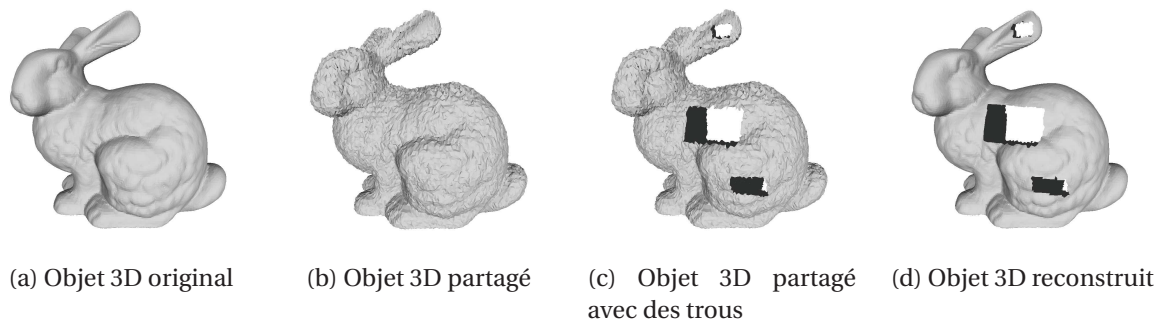 (a) Objet 3D original
(b) Objet 3D partagé
(c) Objet 3D partagé
avec des trous
(d) Objet 3D reconstruit